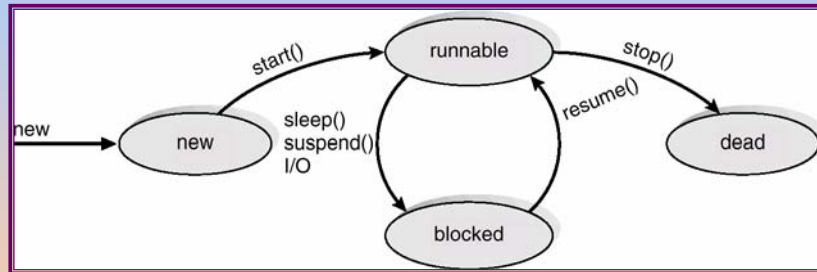 new
new
start()
runnable
sleep()
suspend()
I/O
blocked
resume()
stop()
dead